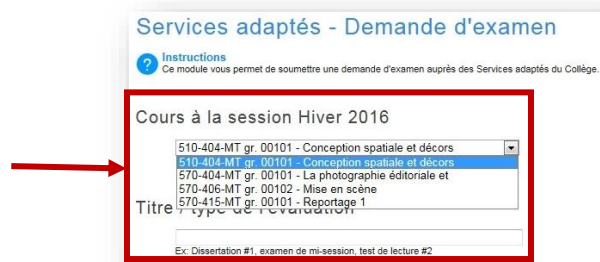 Services adaptés - Demande d'examen
Instructions
Ce module vous permet de soumettre une demande d'examen auprès des Services adaptés du Collège.
Cours à la session Hiver 2016
510-404-MT gr. 00101 - Conception spatiale et décors
510-404-MT gr. 00101 - Conception spatiale et décors
570-404-MT gr. 00101 - La photographie éditoriale et
570-406-MT gr. 00102 - Mise en scène
570-415-MT gr. 00101 - Reportage 1
Titre / type de l'évaluation
Ex: Dissertation #1, examen de mi-session, test de lecture #2